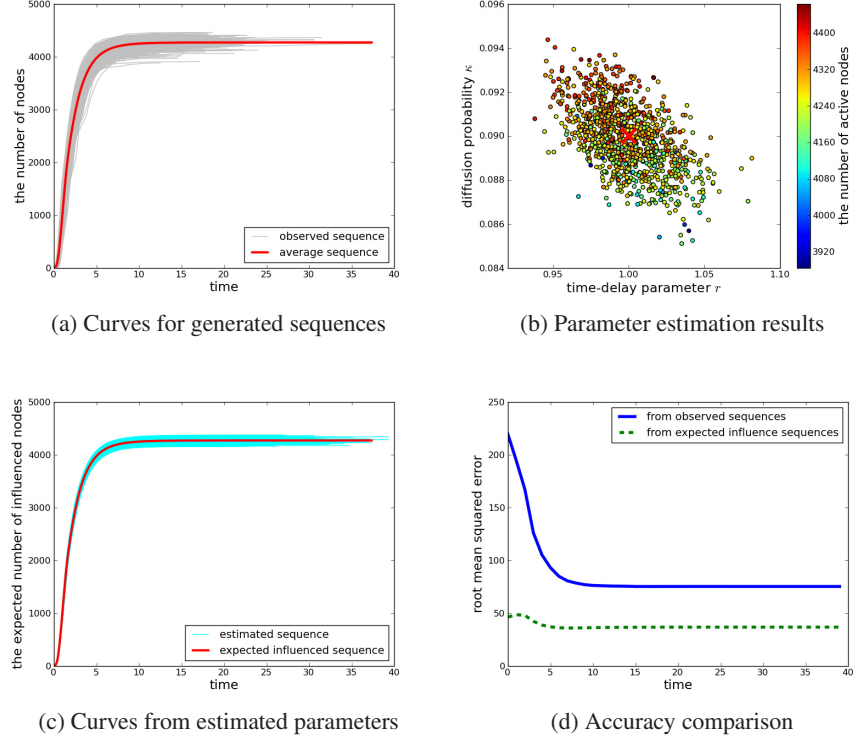 5000
4000
3000
2000
1000
0
0 5 10 15 20 25 30 35 40
the number of nodes
time
observed sequence
average sequence
(a) Curves for generated sequences
0.096
0.094
0.092
0.090
0.088
0.086
0.084
0.95 1.00 1.05 1.10
diffusion probability κ
time-delay parameter r
4400
4320
4240
4160
4080
4000
3920
the number of active nodes
(b) Parameter estimation results
5000
4000
3000
2000
1000
0
0 5 10 15 20 25 30 35 40
the expected number of influenced nodes
time
estimated sequence
expected influenced sequence
(c) Curves from estimated parameters
250
200
150
100
50
0
0 5 10 15 20 25 30 35 40
root mean squared error
time
from observed sequences
from expected influence sequences
(d) Accuracy comparison